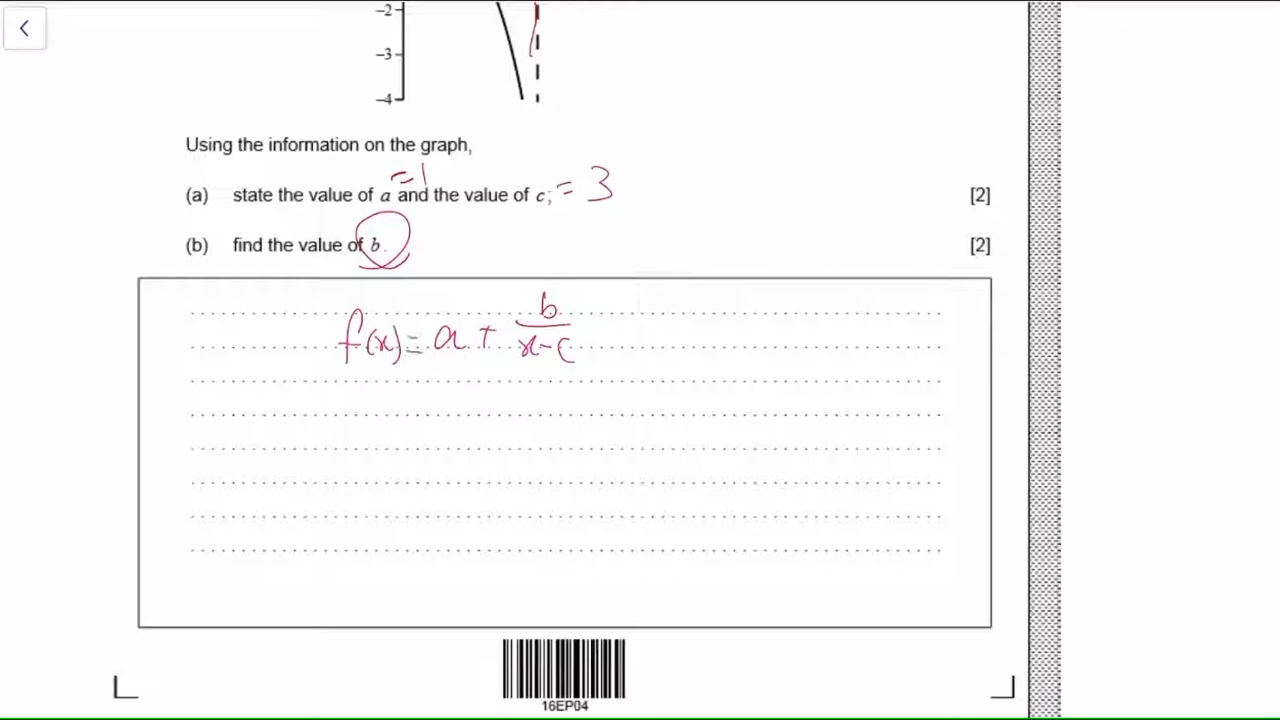 -2
-3
-4
Using the information on the graph,
=1
(a) state the value of a and the value of c; = 3 [2]
(b) find the value of b. [2]
f(x) = a + b/(x-c)
16EP04